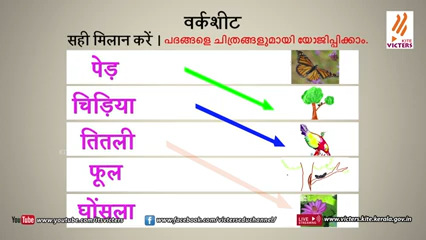 वर्कशीट
सही मिलान करें | പദങ്ങളെ ചിത്രങ്ങളുമായി യോജിപ്പിക്കാം.
KITE
VICTERS
पेड़
चिड़िया
तितली
फूल
घोंसला
YouTube www.youtube.com/itsvicters
www.facebook.com/victerseduchannel/
LIVE
www.victers.kite.kerala.gov.in